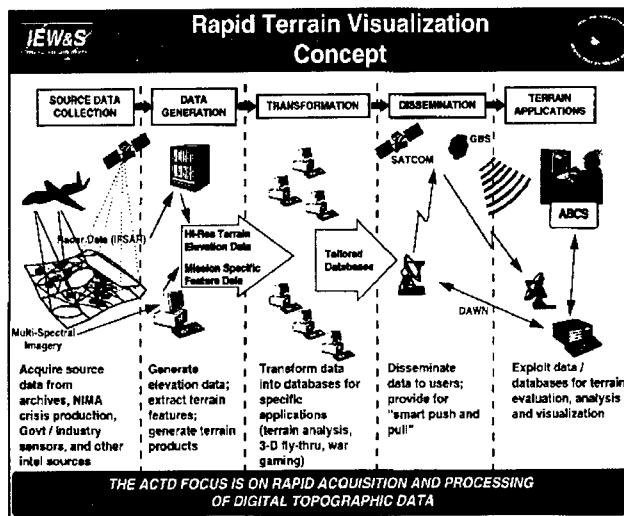 IEW&S
Rapid Terrain Visualization
Concept
SOURCE DATA
COLLECTION
DATA
GENERATION
TRANSFORMATION
DISSEMINATION
TERRAIN
APPLICATIONS
SATCOM
GBS
ABCS
Radar Data (IFSAR)
Hi-Res Terrain
Elevation Data
Mission Specific
Feature Data
Tailored
Databases
DAWN
Multi-Spectral
Imagery
Acquire source
data from
archives, NIMA
crisis production,
Govt / Industry
sensors, and other
intel sources
Generate
elevation data;
extract terrain
features;
generate terrain
products
Transform data
into databases for
specific
applications
(terrain analysis,
3-D fly-thru, war
gaming)
Disseminate
data to users;
provide for
"smart push and
pull"
Exploit data /
databases for terrain
evaluation, analysis
and visualization
THE ACTD FOCUS IS ON RAPID ACQUISITION AND PROCESSING
OF DIGITAL TOPOGRAPHIC DATA